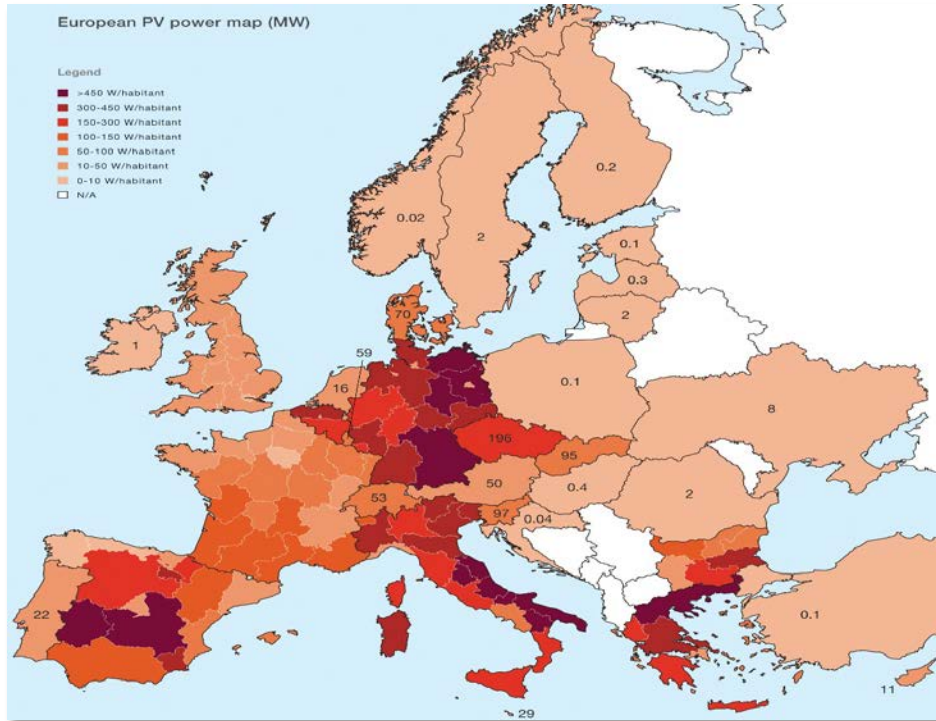 European PV power map (MW)
Legend
>450 W/habitant
300-450 W/habitant
150-300 W/habitant
100-150 W/habitant
50-100 W/habitant
10-50 W/habitant
0-10 W/habitant
N/A
0.2
0.02
2
0.1
0.3
2
70
1
59
16
0.1
8
196
95
50
0.4
2
53
97
0.04
22
0.1
11
29